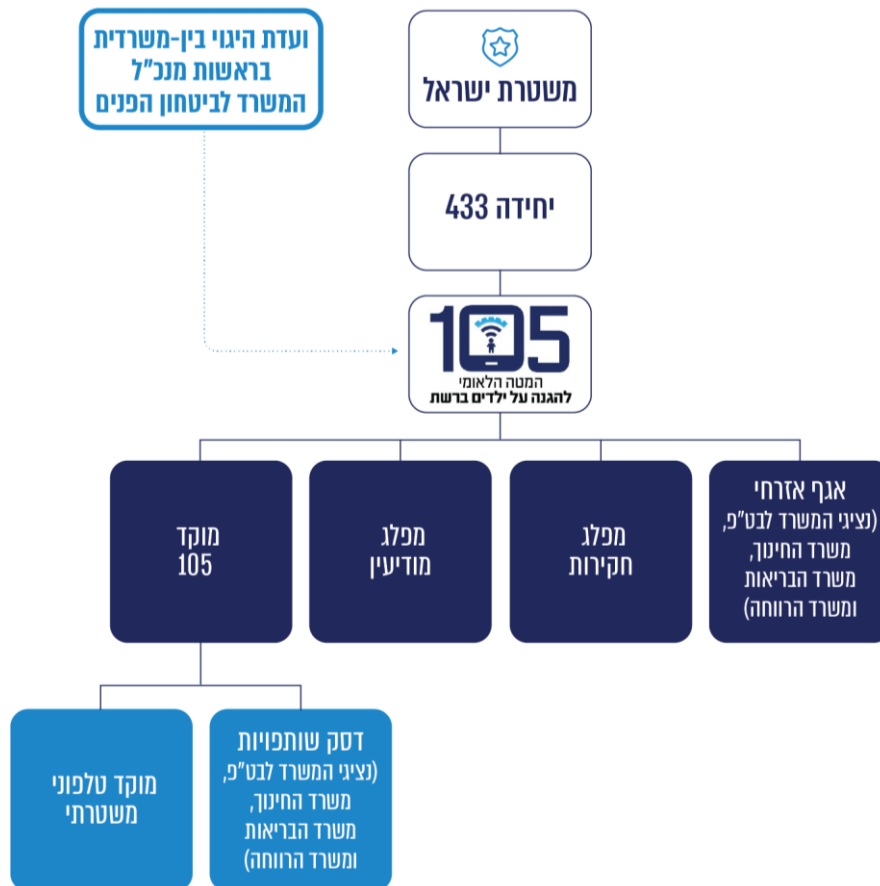 ועדת היגוי בין-משרדית
בראשות מנכ"ל
המשרד לביטחון הפנים
משטרת ישראל
יחידה 433
105
המטה הלאומי
להגנה על ילדים ברשת
אגף אזרחי
(נציגי המשרד לבט"פ,
משרד החינוך,
משרד הבריאות
ומשרד הרווחה)
מפלג
חקירות
מפלג
מודיעין
מוקד
105
דסק שותפויות
(נציגי המשרד לבט"פ,
משרד החינוך,
משרד הבריאות
ומשרד הרווחה)
מוקד טלפוני
משטרתי